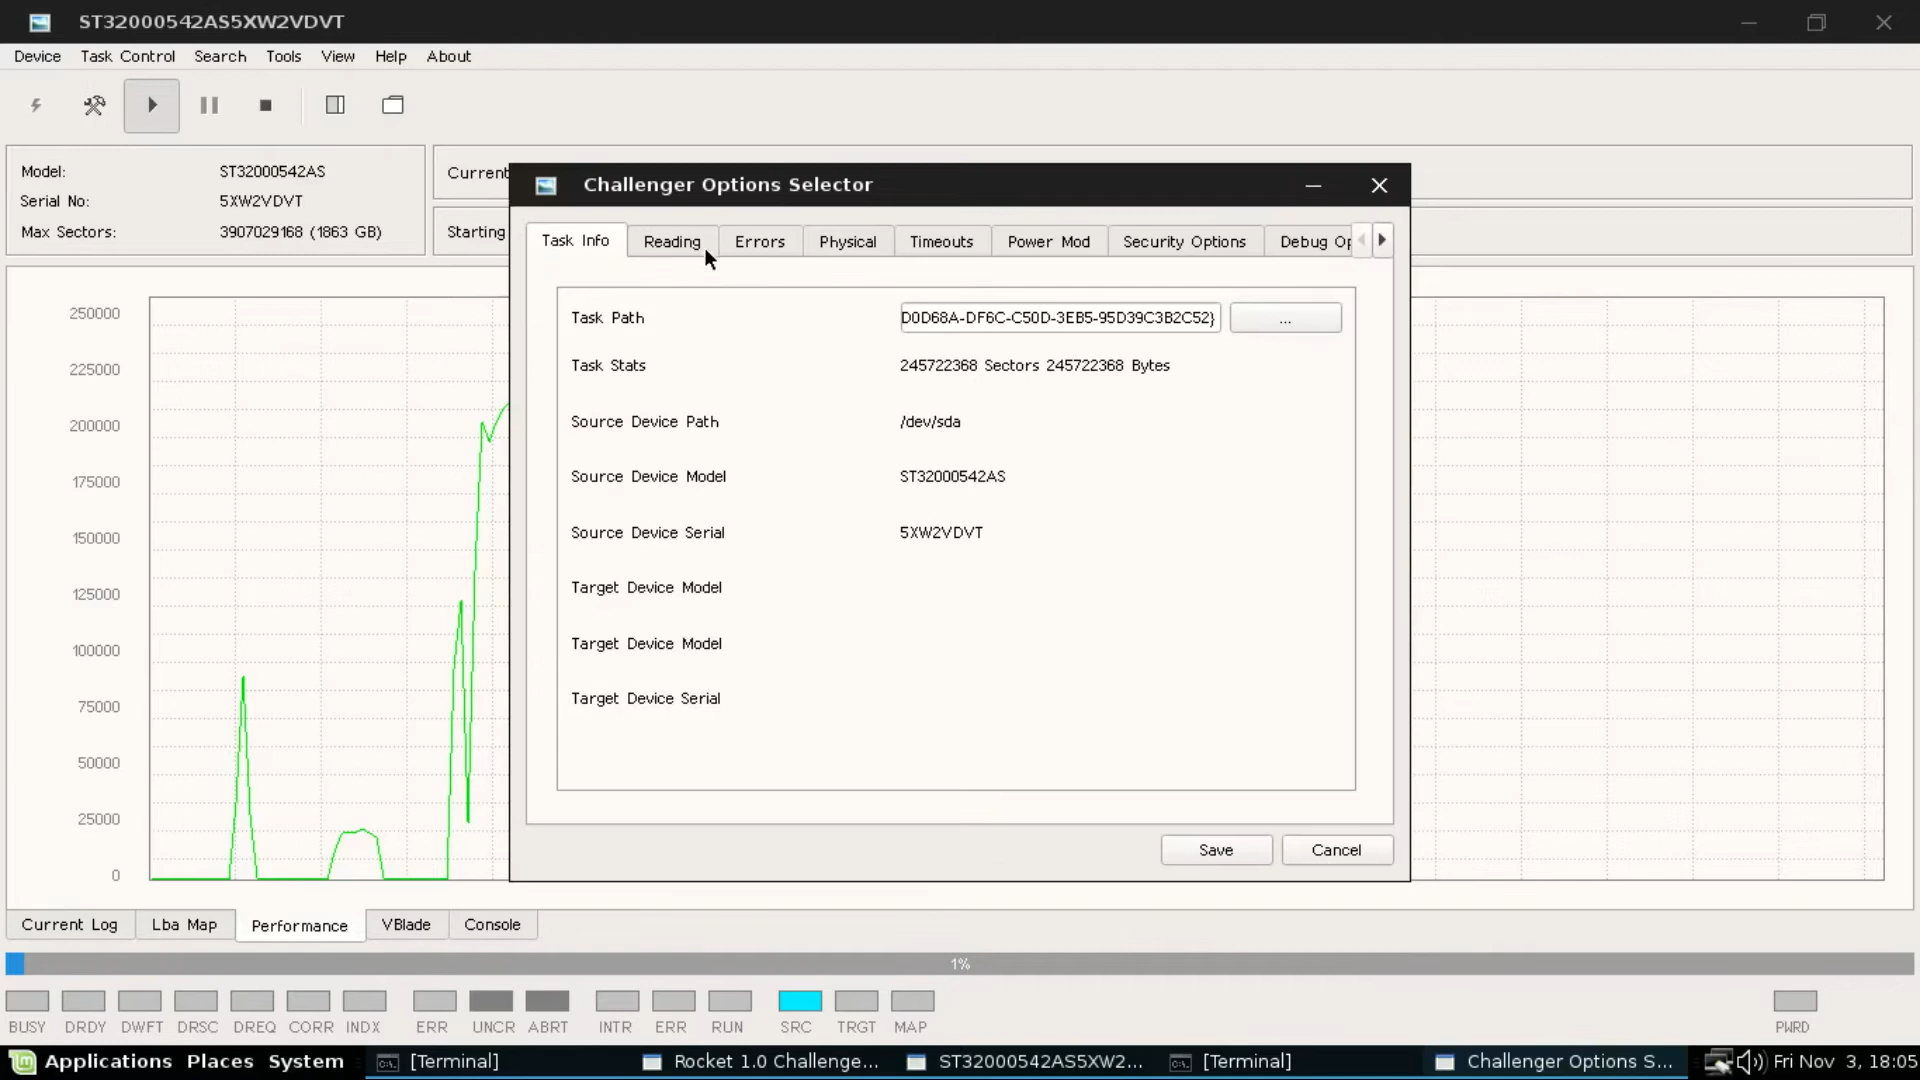 ST32000542AS5XW2VDVT
Device Task Control Search Tools View Help About
Model: ST32000542AS
Serial No: 5XW2VDVT
Max Sectors: 3907029168 (1863 GB)
Current
Starting
Challenger Options Selector
Task Info Reading Errors Physical Timeouts Power Mod Security Options Debug Op
Task Path D0D68A-DF6C-C50D-3EB5-95D39C3B2C52} ...
Task Stats 245722368 Sectors 245722368 Bytes
Source Device Path /dev/sda
Source Device Model ST32000542AS
Source Device Serial 5XW2VDVT
Target Device Model
Target Device Model
Target Device Serial
Save Cancel
250000
225000
200000
175000
150000
125000
100000
75000
50000
25000
0
Current Log Lba Map Performance VBlade Console
1%
BUSY DRDY DWFT DRSC DREQ CORR INDX ERR UNCR ABRT INTR ERR RUN SRC TRGT MAP PWRD
Applications Places System [Terminal] Rocket 1.0 Challenge... ST32000542AS5XW2... [Terminal] Challenger Options S... Fri Nov 3, 18:05